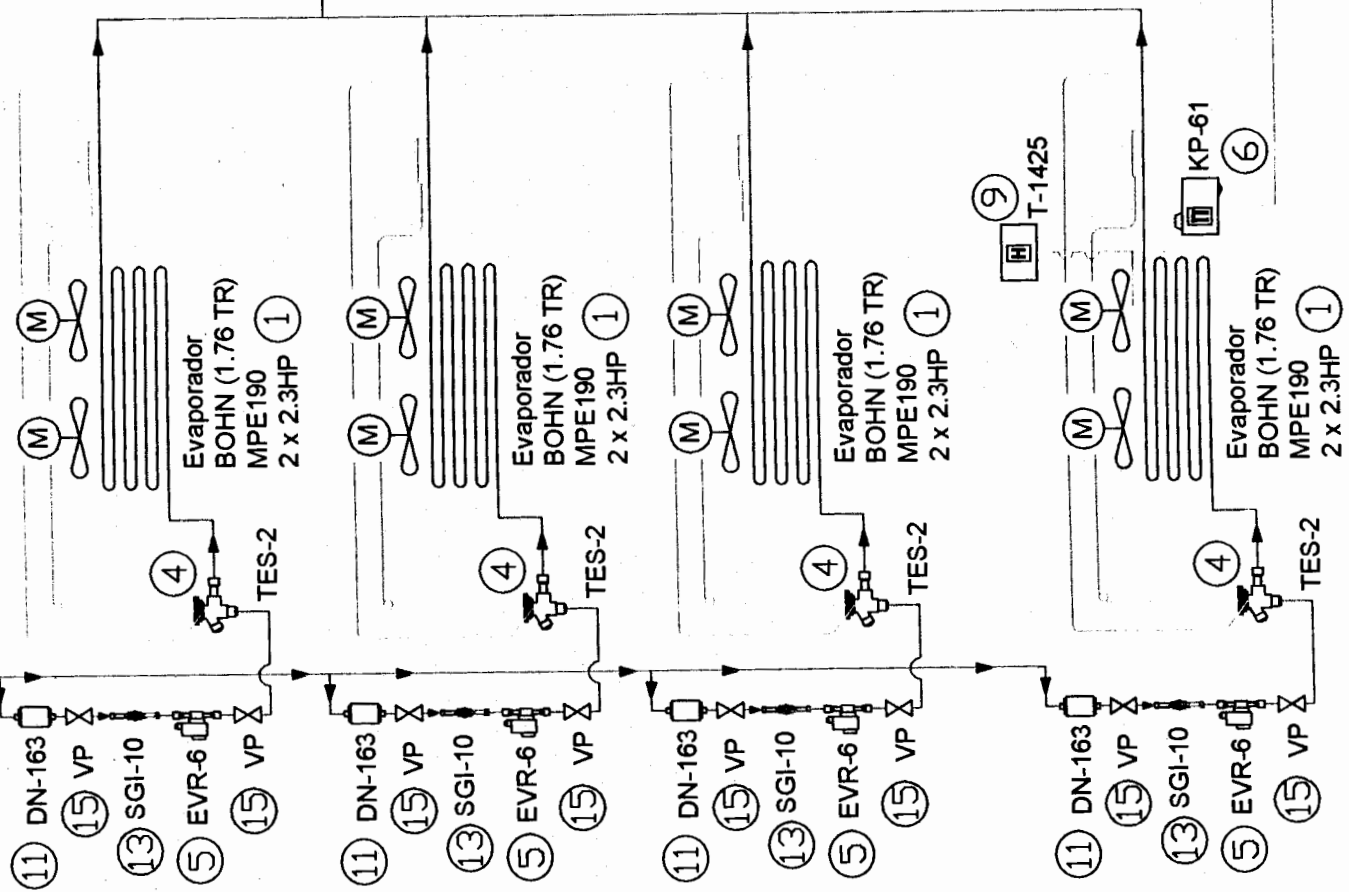 11 DN-163
15 VP
13 SGI-10
5 EVR-6
15 VP
4
TES-2
M
M
Evaporador
BOHN (1.76 TR)
MPE190
2 x 2.3HP 1
11 DN-163
15 VP
13 SGI-10
5 EVR-6
15 VP
4
TES-2
M
M
Evaporador
BOHN (1.76 TR)
MPE190
2 x 2.3HP 1
11 DN-163
15 VP
13 SGI-10
5 EVR-6
15 VP
4
TES-2
M
M
Evaporador
BOHN (1.76 TR)
MPE190
2 x 2.3HP 1
11 DN-163
15 VP
13 SGI-10
5 EVR-6
15 VP
4
TES-2
M
M
Evaporador
BOHN (1.76 TR)
MPE190
2 x 2.3HP 1
9
H
T-1425
KP-61
6